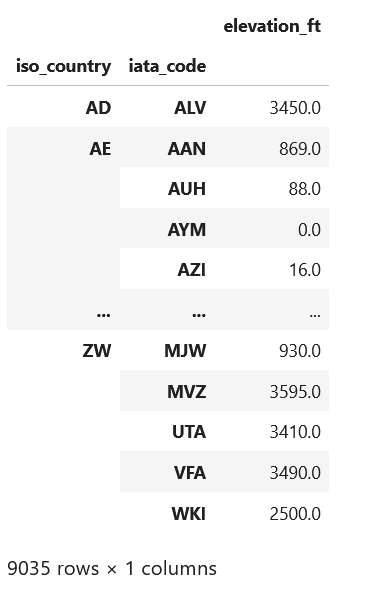 elevation_ft
iso_country iata_code
AD ALV 3450.0
AE AAN 869.0
AUH 88.0
AYM 0.0
AZI 16.0
... ... ...
ZW MJW 930.0
MVZ 3595.0
UTA 3410.0
VFA 3490.0
WKI 2500.0
9035 rows × 1 columns